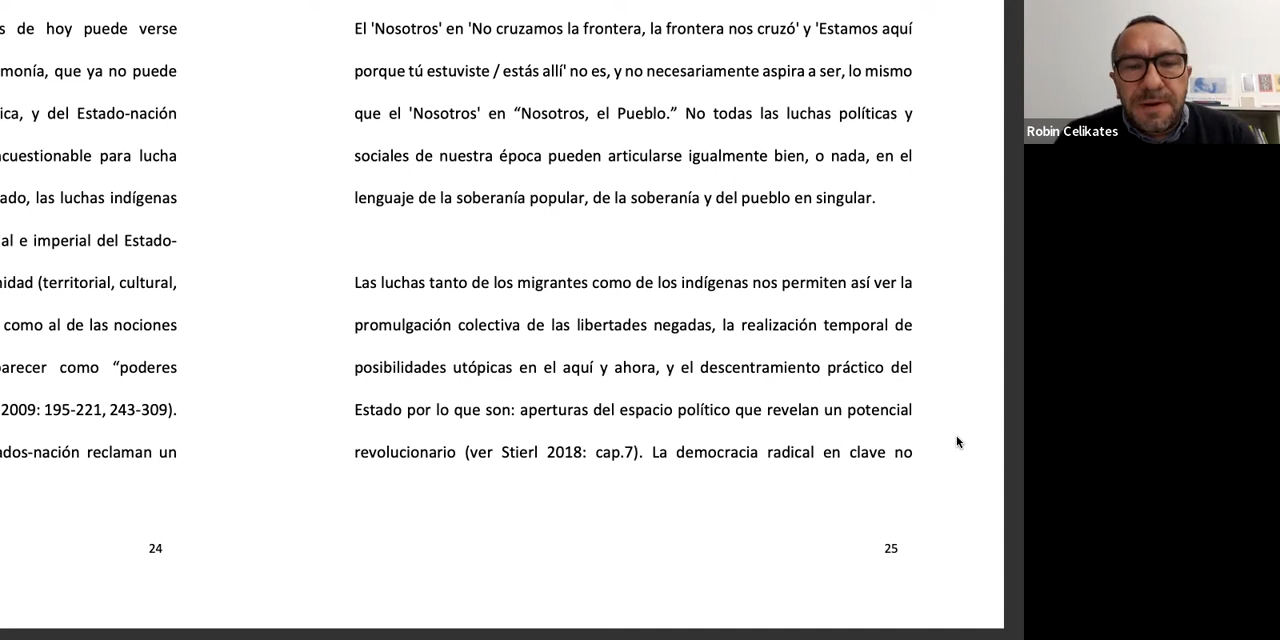 s de hoy puede verse
monía, que ya no puede
ica, y del Estado-nación
cuestionable para lucha
ado, las luchas indígenas
al e imperial del Estado-
nidad (territorial, cultural,
como al de las nociones
arecer como “poderes
2009: 195-221, 243-309).
ados-nación reclaman un
24
El 'Nosotros' en 'No cruzamos la frontera, la frontera nos cruzó' y 'Estamos aquí
porque tú estuviste / estás allí' no es, y no necesariamente aspira a ser, lo mismo
que el 'Nosotros' en “Nosotros, el Pueblo.” No todas las luchas políticas y
sociales de nuestra época pueden articularse igualmente bien, o nada, en el
lenguaje de la soberanía popular, de la soberanía y del pueblo en singular.
Las luchas tanto de los migrantes como de los indígenas nos permiten así ver la
promulgación colectiva de las libertades negadas, la realización temporal de
posibilidades utópicas en el aquí y ahora, y el descentramiento práctico del
Estado por lo que son: aperturas del espacio político que revelan un potencial
revolucionario (ver Stierl 2018: cap.7). La democracia radical en clave no
25
Robin Celikates